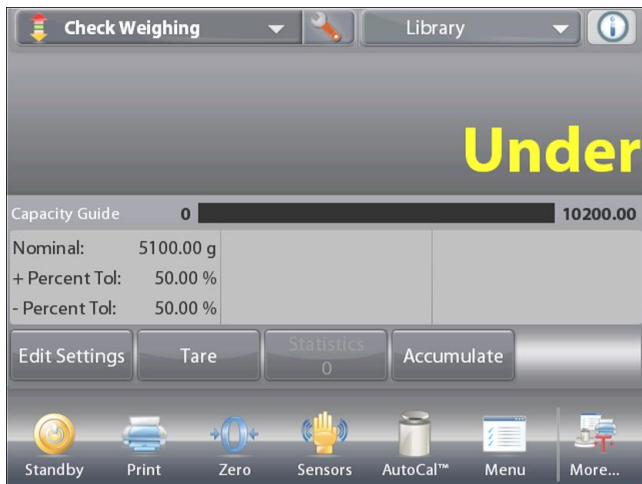 Check Weighing Library
Under
Capacity Guide 0 10200.00
Nominal: 5100.00 g
+ Percent Tol: 50.00 %
- Percent Tol: 50.00 %
Edit Settings Tare Statistics 0 Accumulate
Standby Print Zero Sensors AutoCal™ Menu More...